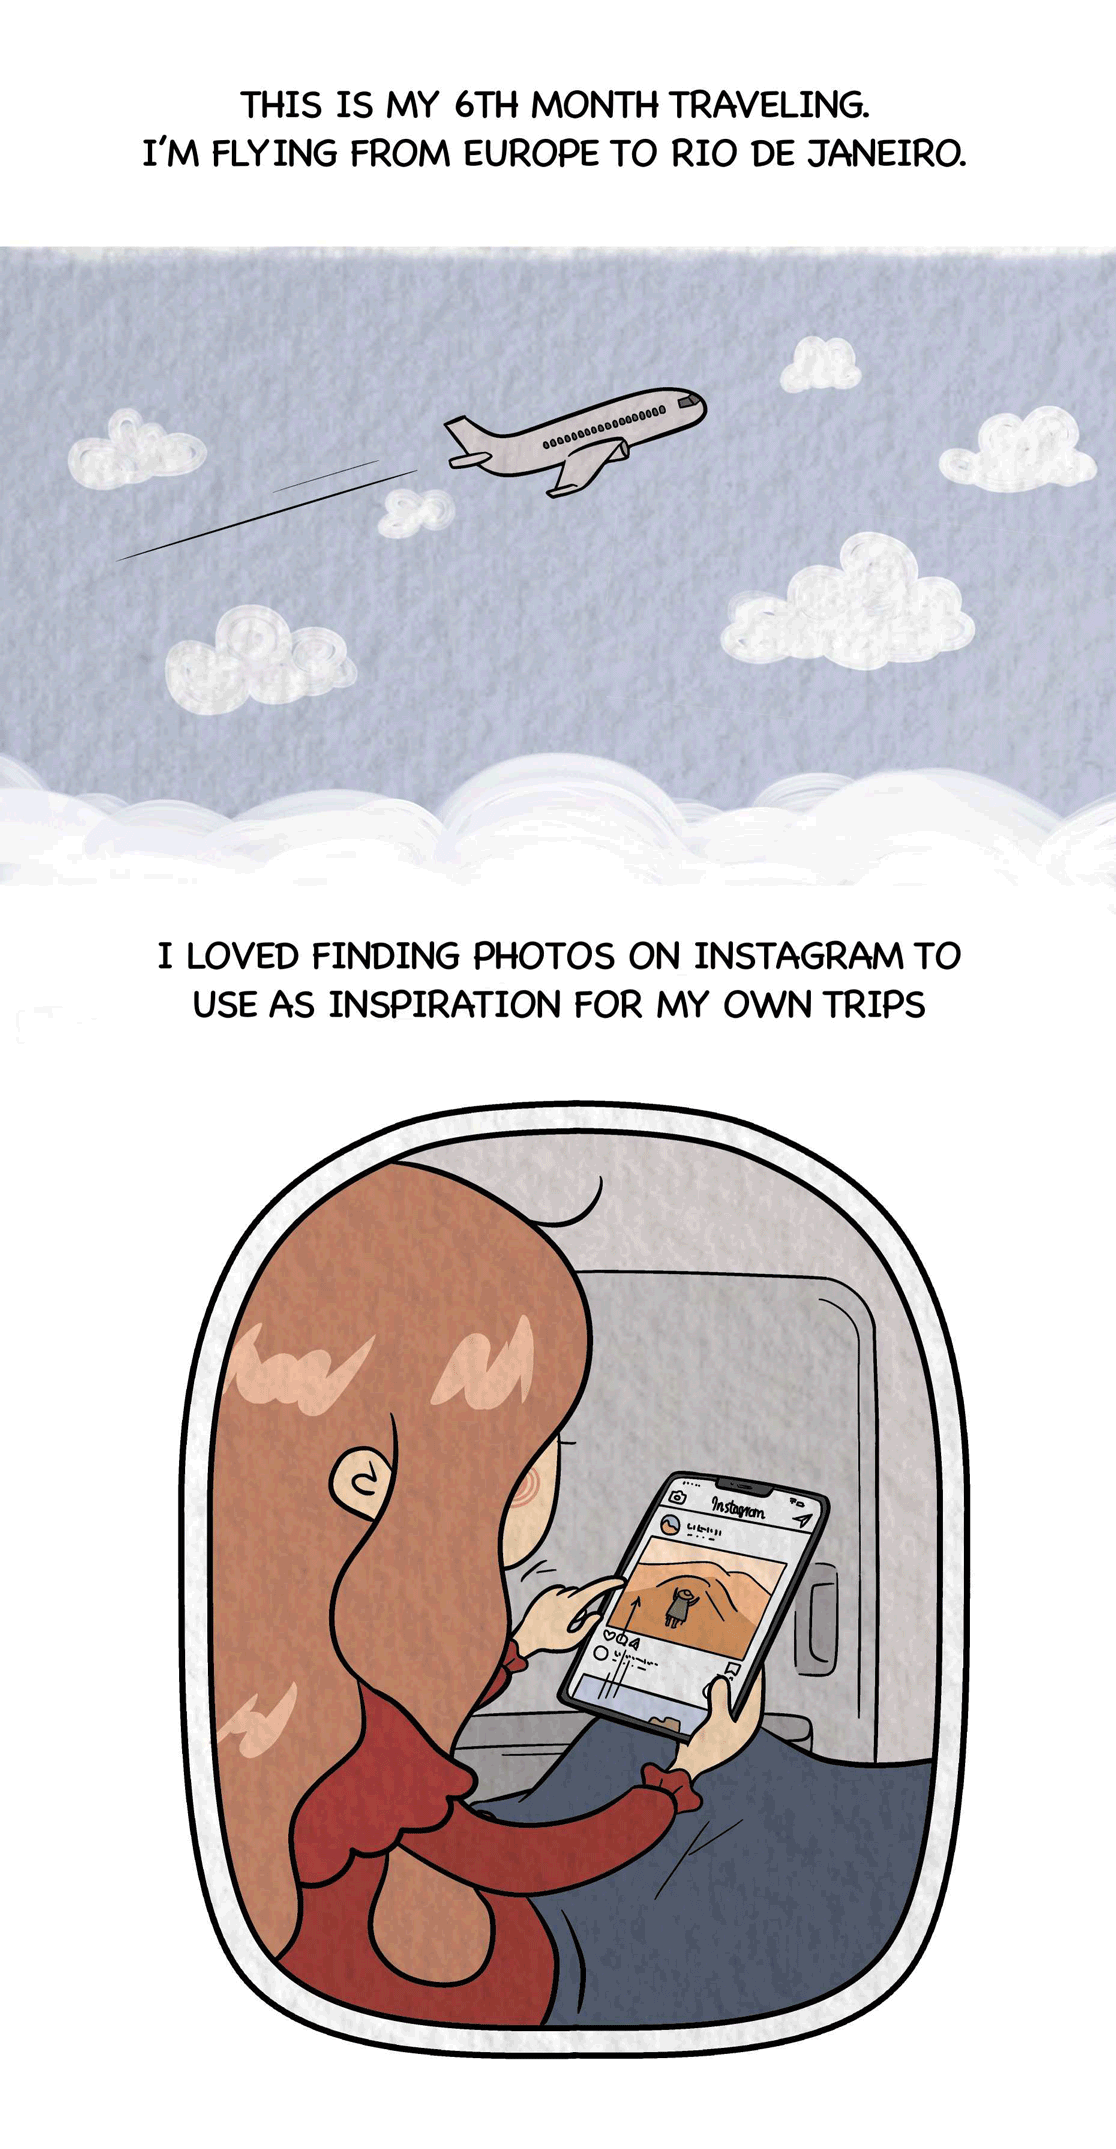 THIS IS MY 6TH MONTH TRAVELING.
I'M FLYING FROM EUROPE TO RIO DE JANEIRO.
I LOVED FINDING PHOTOS ON INSTAGRAM TO
USE AS INSPIRATION FOR MY OWN TRIPS
Instagram